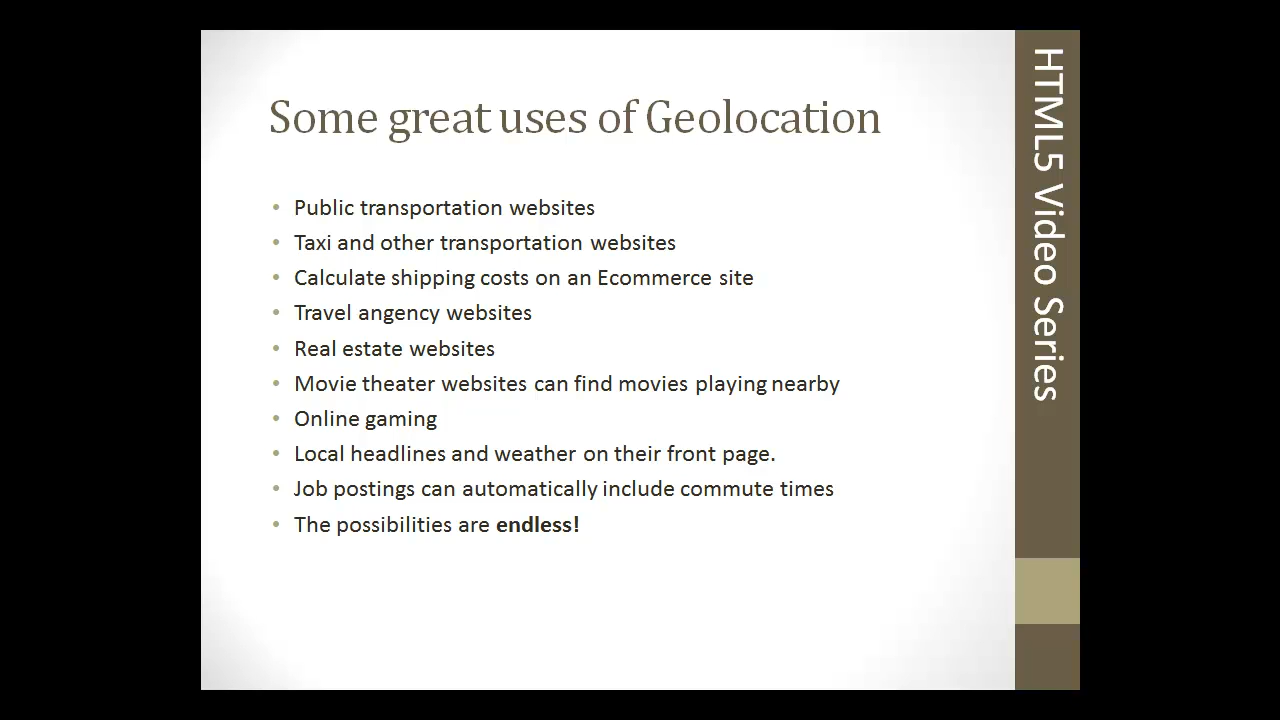 Some great uses of Geolocation
• Public transportation websites
• Taxi and other transportation websites
• Calculate shipping costs on an Ecommerce site
• Travel angency websites
• Real estate websites
• Movie theater websites can find movies playing nearby
• Online gaming
• Local headlines and weather on their front page.
• Job postings can automatically include commute times
• The possibilities are endless!
HTML5 Video Series